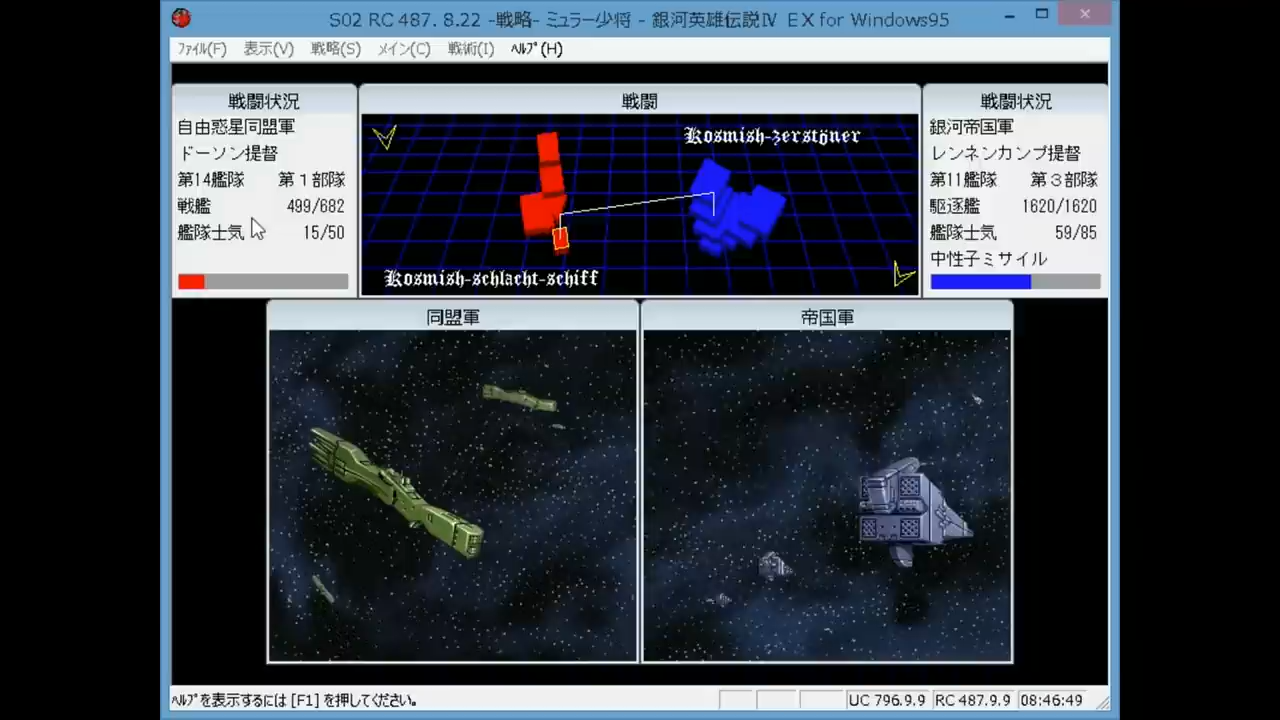 S02 RC 487. 8.22 -戦略- ミュラー少将 - 銀河英雄伝説Ⅳ EX for Windows95
ﾌｧｲﾙ(F) 表示(V) 戦略(S) メイン(C) 戦術(I) ﾍﾙﾌﾟ(H)
戦闘状況
自由惑星同盟軍
ドーソン提督
第14艦隊 第１部隊
戦艦 499/682
艦隊士気 15/50
戦闘
Kosmish-zerstöner
Kosmish-schlacht-schiff
戦闘状況
銀河帝国軍
レンネンカンプ提督
第11艦隊 第３部隊
駆逐艦 1620/1620
艦隊士気 59/85
中性子ミサイル
同盟軍
帝国軍
ﾍﾙﾌﾟを表示するには [F1] を押してください。
UC 796.9.9 RC 487.9.9 08:46:49